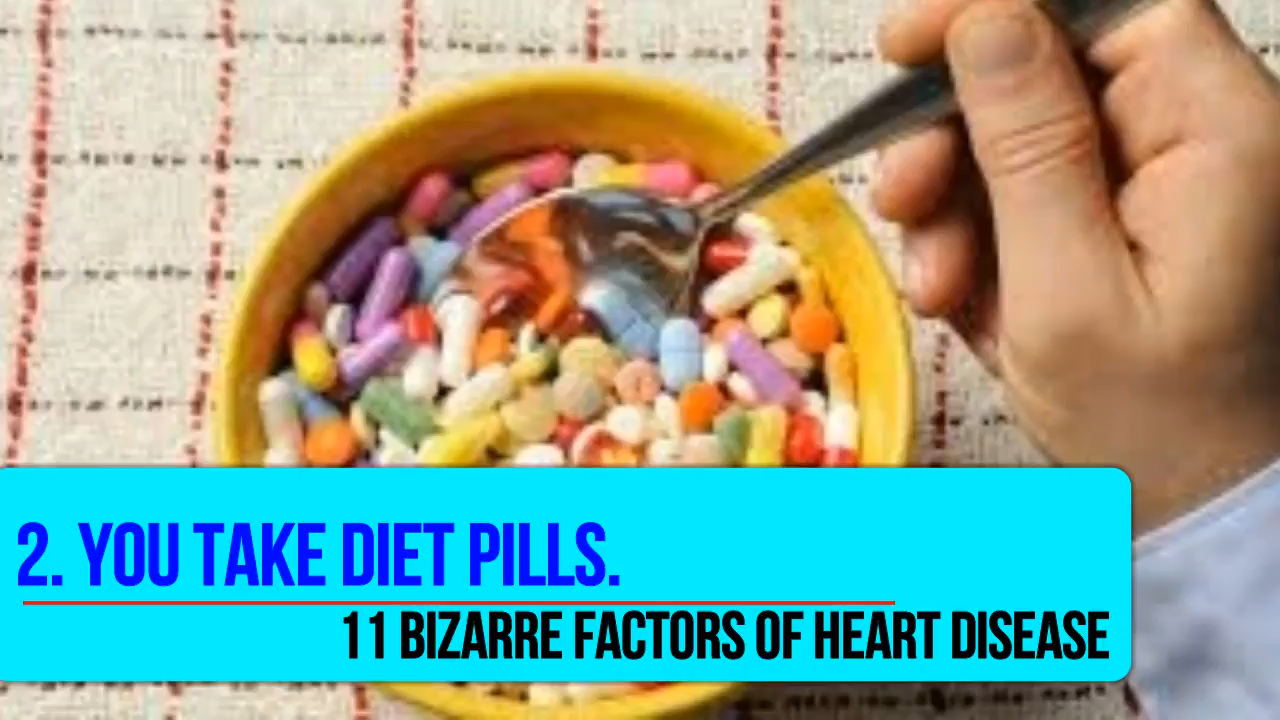 2. YOU TAKE DIET PILLS.
11 BIZARRE FACTORS OF HEART DISEASE